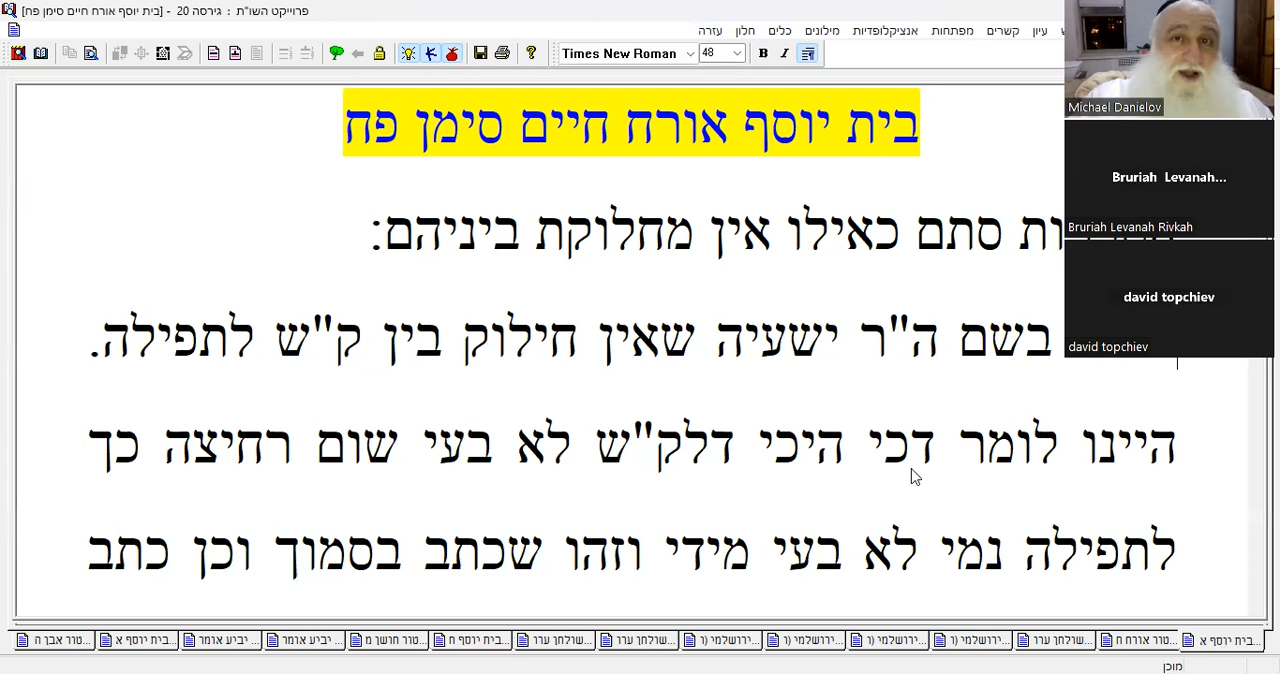 פרוייקט השו"ת : גירסה 20 - [בית יוסף אורח חיים סימן פח]
עיון קשרים מפתחות אנציקלופדיות מילונים כלים חלון עזרה
Times New Roman 48 B I
בית יוסף אורח חיים סימן פח
סתם כאילו אין מחלוקת ביניהם:
בשם ה"ר ישעיה שאין חילוק בין ק"ש לתפילה.
היינו לומר דכי היכי דלק"ש לא בעי שום רחיצה כך
לתפילה נמי לא בעי מידי וזהו שכתב בסמוך וכן כתב
Michael Danielov
Bruriah Levanah...
Bruriah Levanah Rivkah
david topchiev
david topchiev
בית יוסף א... טור אורח ח... שולחן ערו... ירושלמי (ו... ירושלמי (ו... ירושלמי (ו... ירושלמי (ו... שולחן ערו... שולחן ערו... בית יוסף ח... טור חושן מ... יביע אומר... יביע אומר... בית יוסף א... טור אבן ה...
מוכן